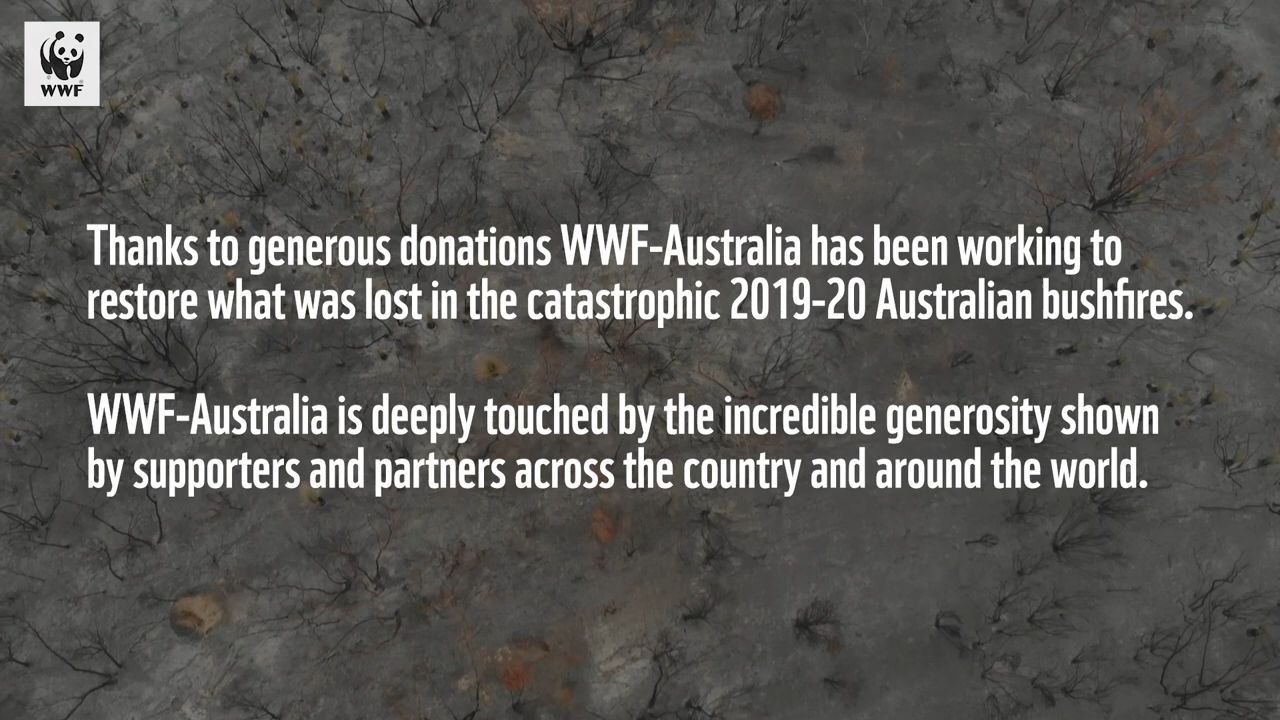 WWF
Thanks to generous donations WWF-Australia has been working to
restore what was lost in the catastrophic 2019-20 Australian bushfires.
WWF-Australia is deeply touched by the incredible generosity shown
by supporters and partners across the country and around the world.